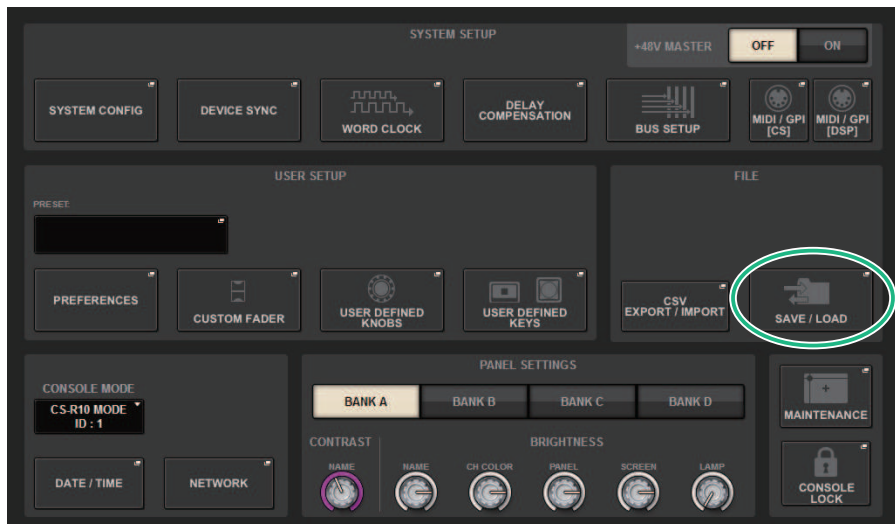 SYSTEM SETUP
+48V MASTER
OFF
ON
SYSTEM CONFIG
DEVICE SYNC
WORD CLOCK
DELAY
COMPENSATION
BUS SETUP
MIDI / GPI
[CS]
MIDI / GPI
[DSP]
USER SETUP
PRESET
PREFERENCES
CUSTOM FADER
USER DEFINED
KNOBS
USER DEFINED
KEYS
FILE
CSV
EXPORT / IMPORT
SAVE / LOAD
CONSOLE MODE
CS-R10 MODE
ID : 1
DATE / TIME
NETWORK
PANEL SETTINGS
BANK A
BANK B
BANK C
BANK D
CONTRAST
BRIGHTNESS
NAME
NAME
CH COLOR
PANEL
SCREEN
LAMP
MAINTENANCE
CONSOLE
LOCK